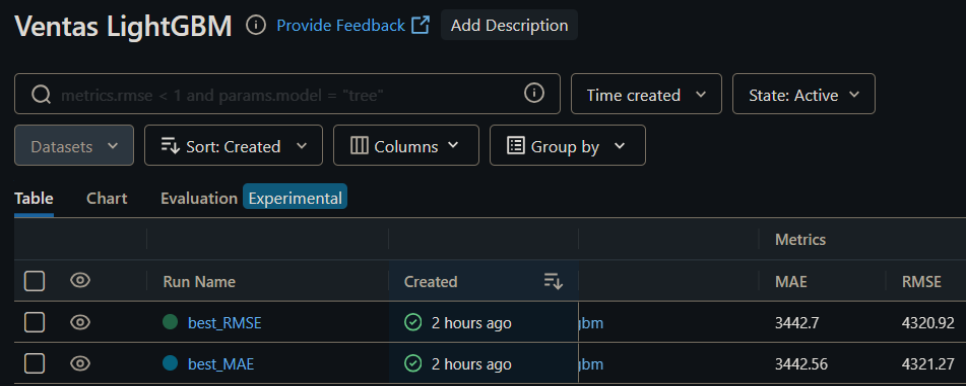 Ventas LightGBM Provide Feedback Add Description
metrics.rmse < 1 and params.model = "tree" Time created State: Active
Datasets Sort: Created Columns Group by
Table Chart Evaluation Experimental
Metrics
Run Name Created MAE RMSE
best_RMSE 2 hours ago gbm 3442.7 4320.92
best_MAE 2 hours ago gbm 3442.56 4321.27